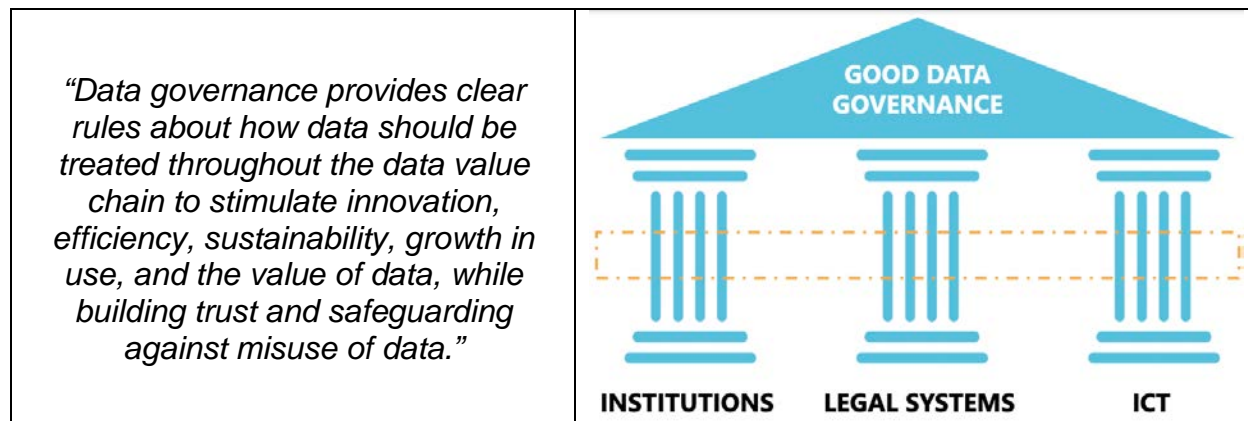 “Data governance provides clear
rules about how data should be
treated throughout the data value
chain to stimulate innovation,
efficiency, sustainability, growth in
use, and the value of data, while
building trust and safeguarding
against misuse of data.”
GOOD DATA
GOVERNANCE
INSTITUTIONS
LEGAL SYSTEMS
ICT